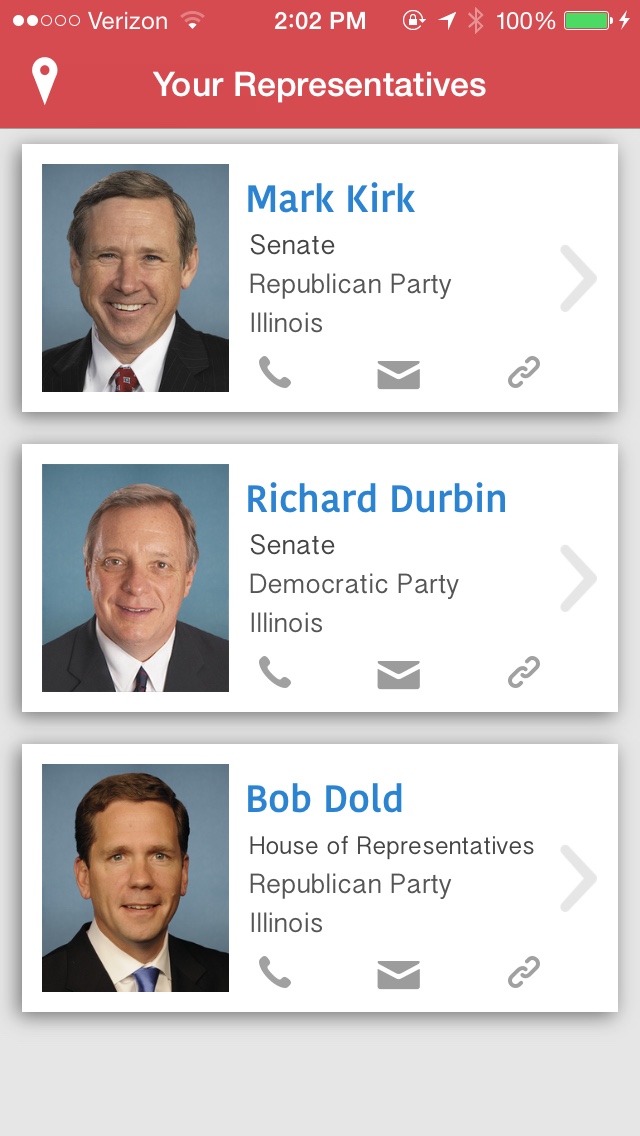 Verizon 2:02 PM 100%
Your Representatives
Mark Kirk
Senate
Republican Party
Illinois
Richard Durbin
Senate
Democratic Party
Illinois
Bob Dold
House of Representatives
Republican Party
Illinois